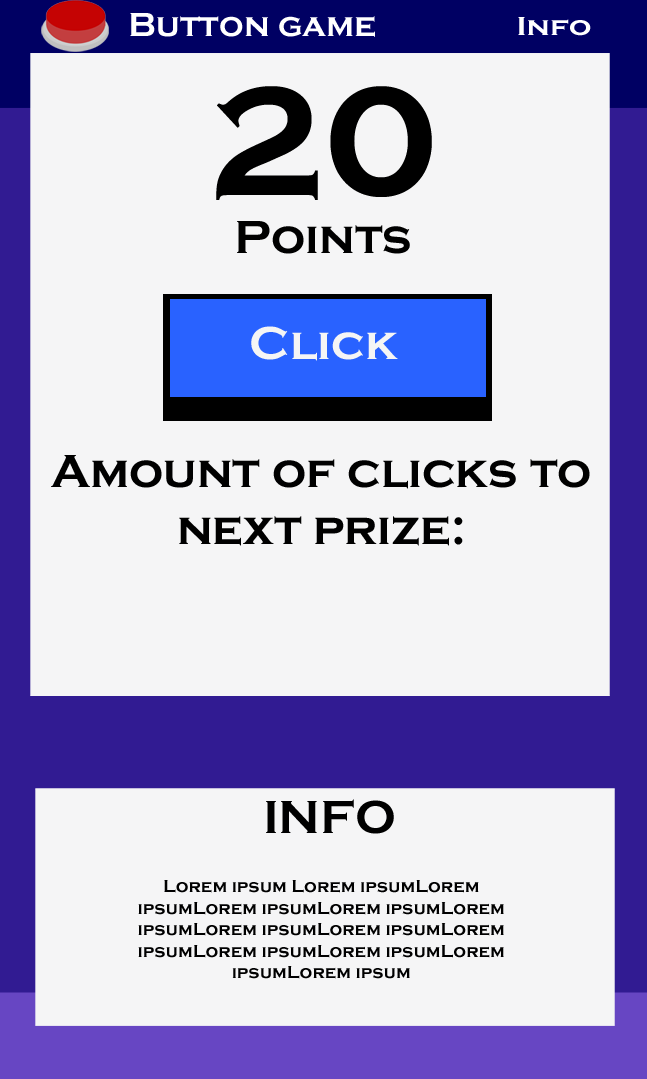 Button game
Info
20
Points
Click
Amount of clicks to
next prize:
INFO
Lorem ipsum Lorem ipsumLorem
ipsumLorem ipsumLorem ipsumLorem
ipsumLorem ipsumLorem ipsumLorem
ipsumLorem ipsumLorem ipsumLorem
ipsumLorem ipsum